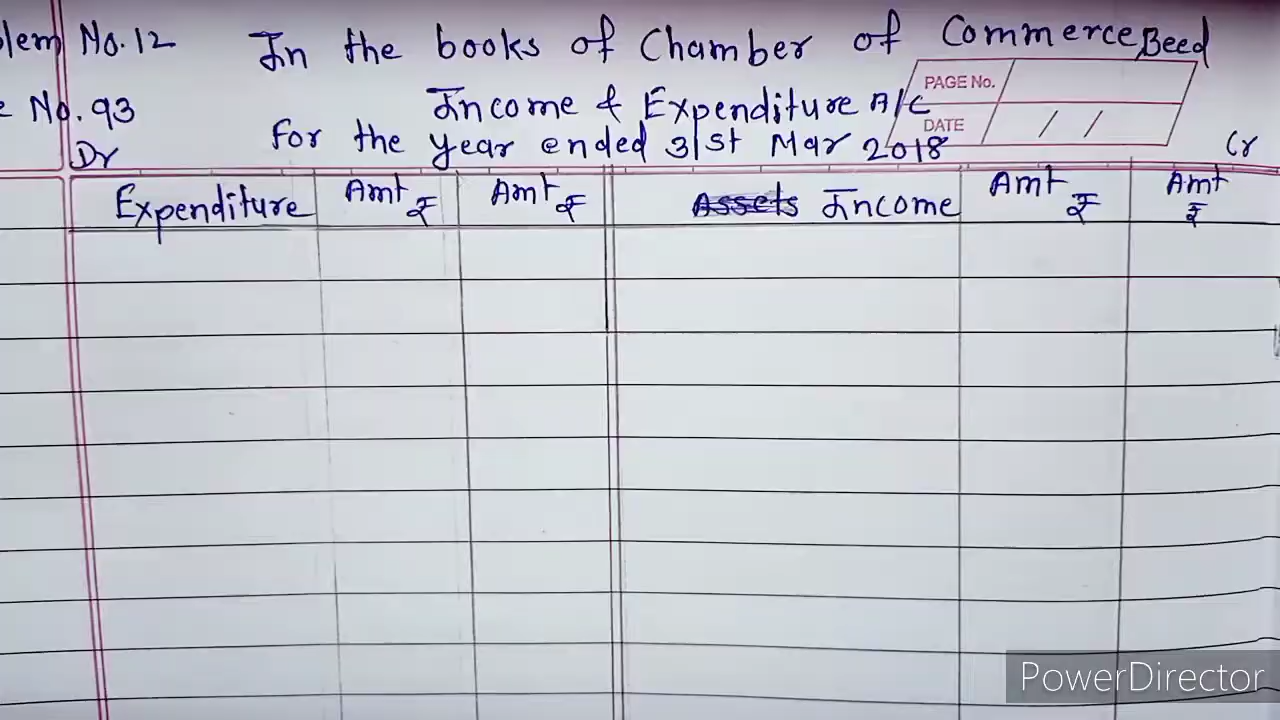 lem No.12 In the books of Chamber of Commerce, Beed
PAGE No.
No. 93 Income & Expenditure A/C
DATE / /
Dr For the Year ended 31st Mar 2018 Cr
Expenditure Amt ₹ Amt ₹ Assets Income Amt ₹ Amt ₹
PowerDirector